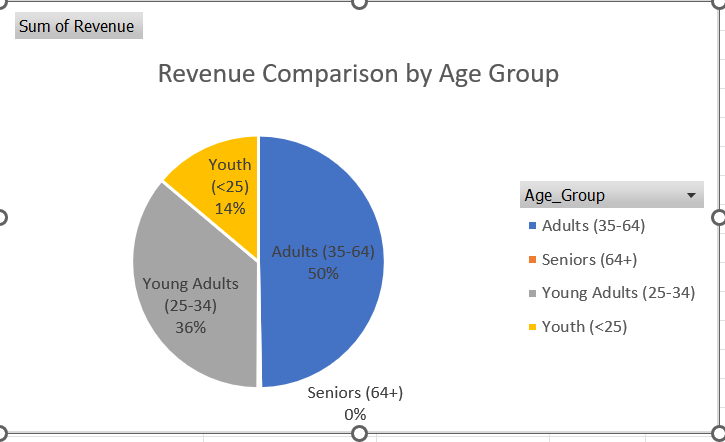 Sum of Revenue
Revenue Comparison by Age Group
Youth
(<25)
14%
Adults (35-64)
50%
Young Adults
(25-34)
36%
Seniors (64+)
0%
Age_Group
Adults (35-64)
Seniors (64+)
Young Adults (25-34)
Youth (<25)